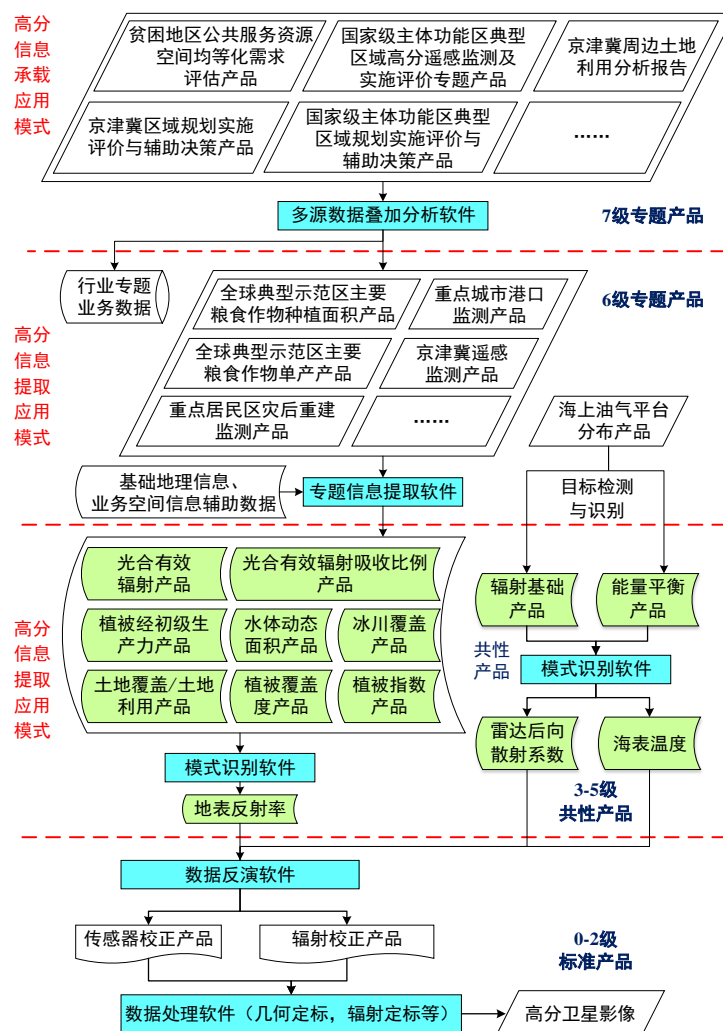 高分
信息
承载
应用
模式
贫困地区公共服务资源
空间均等化需求
评估产品
国家级主体功能区典型
区域高分遥感监测及
实施评价专题产品
京津冀周边土地
利用分析报告
京津冀区域规划实施
评价与辅助决策产品
国家级主体功能区典型
区域规划实施评价与
辅助决策产品
……
多源数据叠加分析软件
7级专题产品
行业专题
业务数据
6级专题产品
高分
信息
提取
应用
模式
全球典型示范区主要
粮食作物种植面积产品
重点城市港口
监测产品
全球典型示范区主要
粮食作物单产产品
京津冀遥感
监测产品
重点居民区灾后重建
监测产品
……
海上油气平台
分布产品
基础地理信息、
业务空间信息辅助数据
专题信息提取软件
目标检测
与识别
高分
信息
提取
应用
模式
光合有效
辐射产品
光合有效辐射吸收比例
产品
植被经初级生
产力产品
水体动态
面积产品
冰川覆盖
产品
土地覆盖/土地
利用产品
植被覆盖
度产品
植被指数
产品
辐射基础
产品
能量平衡
产品
共性
产品
模式识别软件
雷达后向
散射系数
海表温度
模式识别软件
地表反射率
3-5级
共性产品
数据反演软件
传感器校正产品
辐射校正产品
0-2级
标准产品
数据处理软件（几何定标，辐射定标等）
高分卫星影像